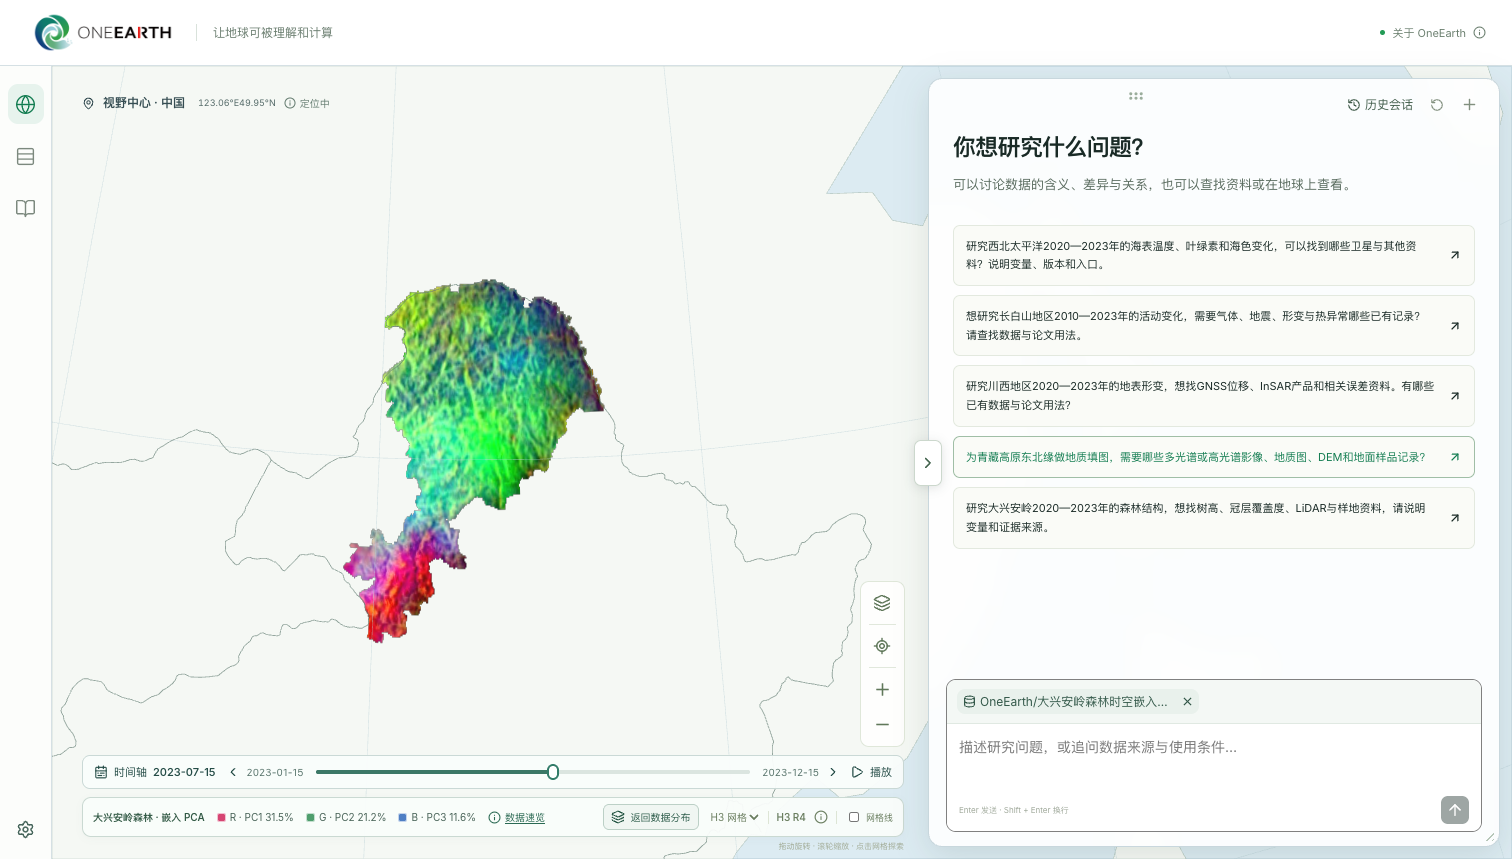 ONEEARTH
让地球可被理解和计算
关于 OneEarth
视野中心 · 中国
123.06°E49.95°N
定位中
历史会话
你想研究什么问题?
可以讨论数据的含义、差异与关系，也可以查找资料或在地球上查看。
研究西北太平洋2020—2023年的海表温度、叶绿素和海色变化，可以找到哪些卫星与其他资
料？说明变量、版本和入口。
想研究长白山地区2010—2023年的活动变化，需要气体、地震、形变与热异常哪些已有记录?
请查找数据与论文用法。
研究川西地区2020—2023年的地表形变，想找GNSS位移、InSAR产品和相关误差资料。有哪些
已有数据与论文用法?
为青藏高原东北缘做地质填图，需要哪些多光谱或高光谱影像、地质图、DEM和地面样品记录?
研究大兴安岭2020—2023年的森林结构，想找树高、冠层覆盖度、LiDAR与样地资料，请说明
变量和证据来源。
OneEarth/大兴安岭森林时空嵌入...
描述研究问题，或追问数据来源与使用条件...
Enter 发送 · Shift + Enter 换行
时间轴 2023-07-15
2023-01-15
2023-12-15
播放
大兴安岭森林 · 嵌入 PCA
R · PC1 31.5%
G · PC2 21.2%
B · PC3 11.6%
数据速览
返回数据分布
H3 网格
H3 R4
网格线
拖动旋转 · 滚轮缩放 · 点击网格探索